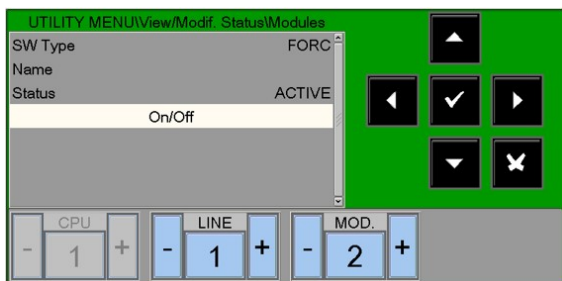 UTILITY MENU\View/Modif. Status\Modules
SW Type FORC
Name
Status ACTIVE
On/Off
CPU
- 1 +
LINE
- 1 +
MOD.
- 2 +